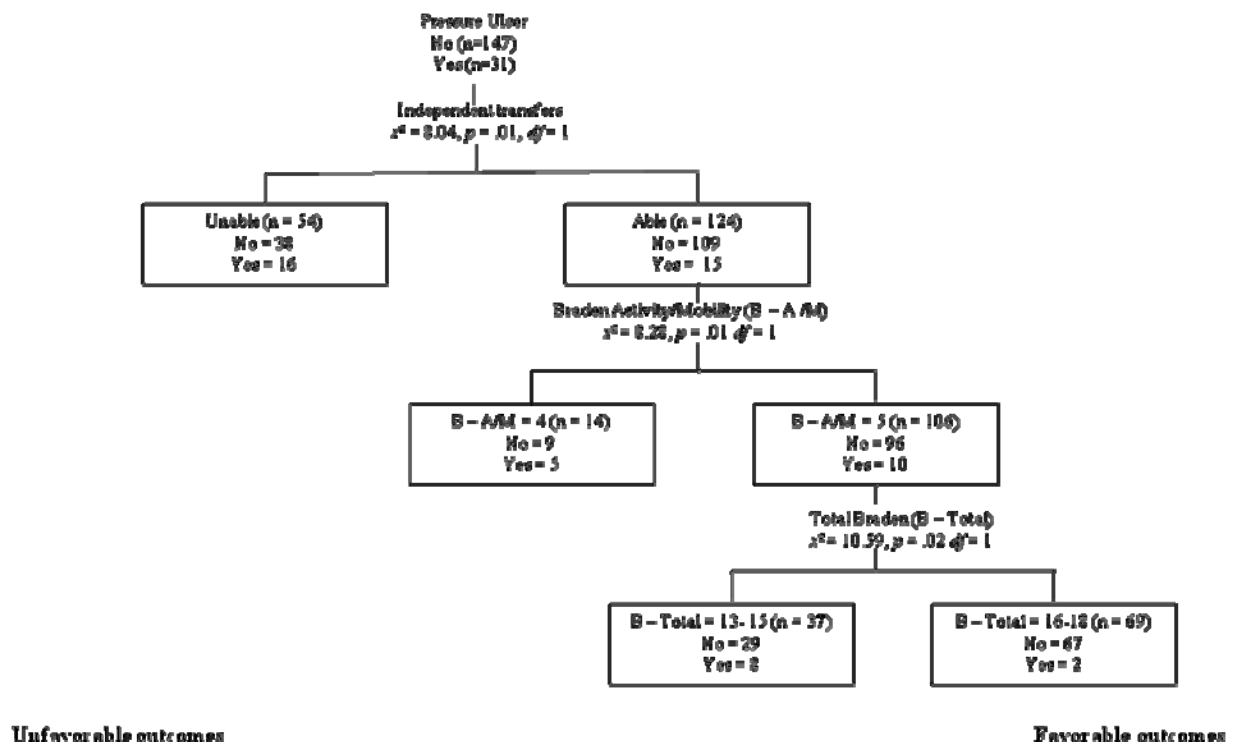 Pressure Ulcer
No (n=147)
Yes (n=31)
Independent transfers
x² = 8.04, p = .01, df = 1
Unable (n = 54)
No = 38
Yes = 16
Able (n = 124)
No = 109
Yes = 15
Braden Activity/Mobility (B – A/M)
x² = 8.28, p = .01 df = 1
B – A/M = 4 (n = 14)
No = 9
Yes = 5
B – A/M = 5 (n = 106)
No = 96
Yes = 10
Total Braden (B – Total)
x² = 10.59, p = .02 df = 1
B – Total = 13-15 (n = 37)
No = 29
Yes = 8
B – Total = 16-18 (n = 69)
No = 67
Yes = 2
Unfavorable outcomes
Favorable outcomes